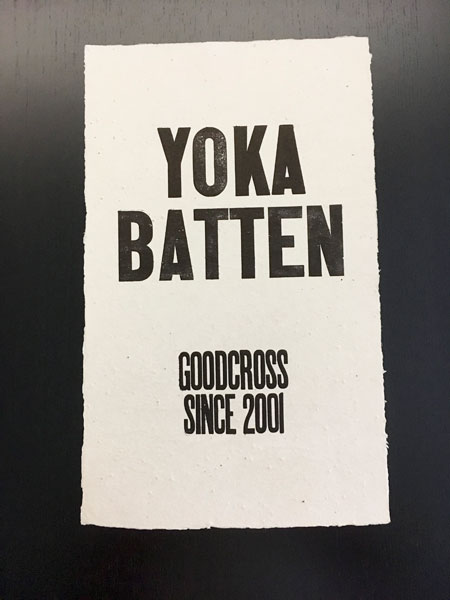 YOKA
BATTEN
GOODCROSS
SINCE 2001